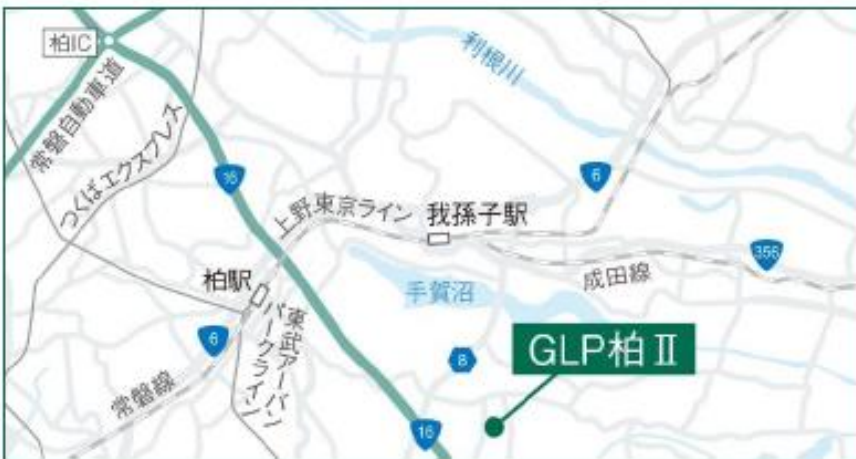 柏IC
利根川
常磐自動車道
つくばエクスプレス
16
6
上野東京ライン
我孫子駅
356
柏駅
手賀沼
成田線
6
東武アーバン
パークライン
8
GLP柏Ⅱ
常磐線
16